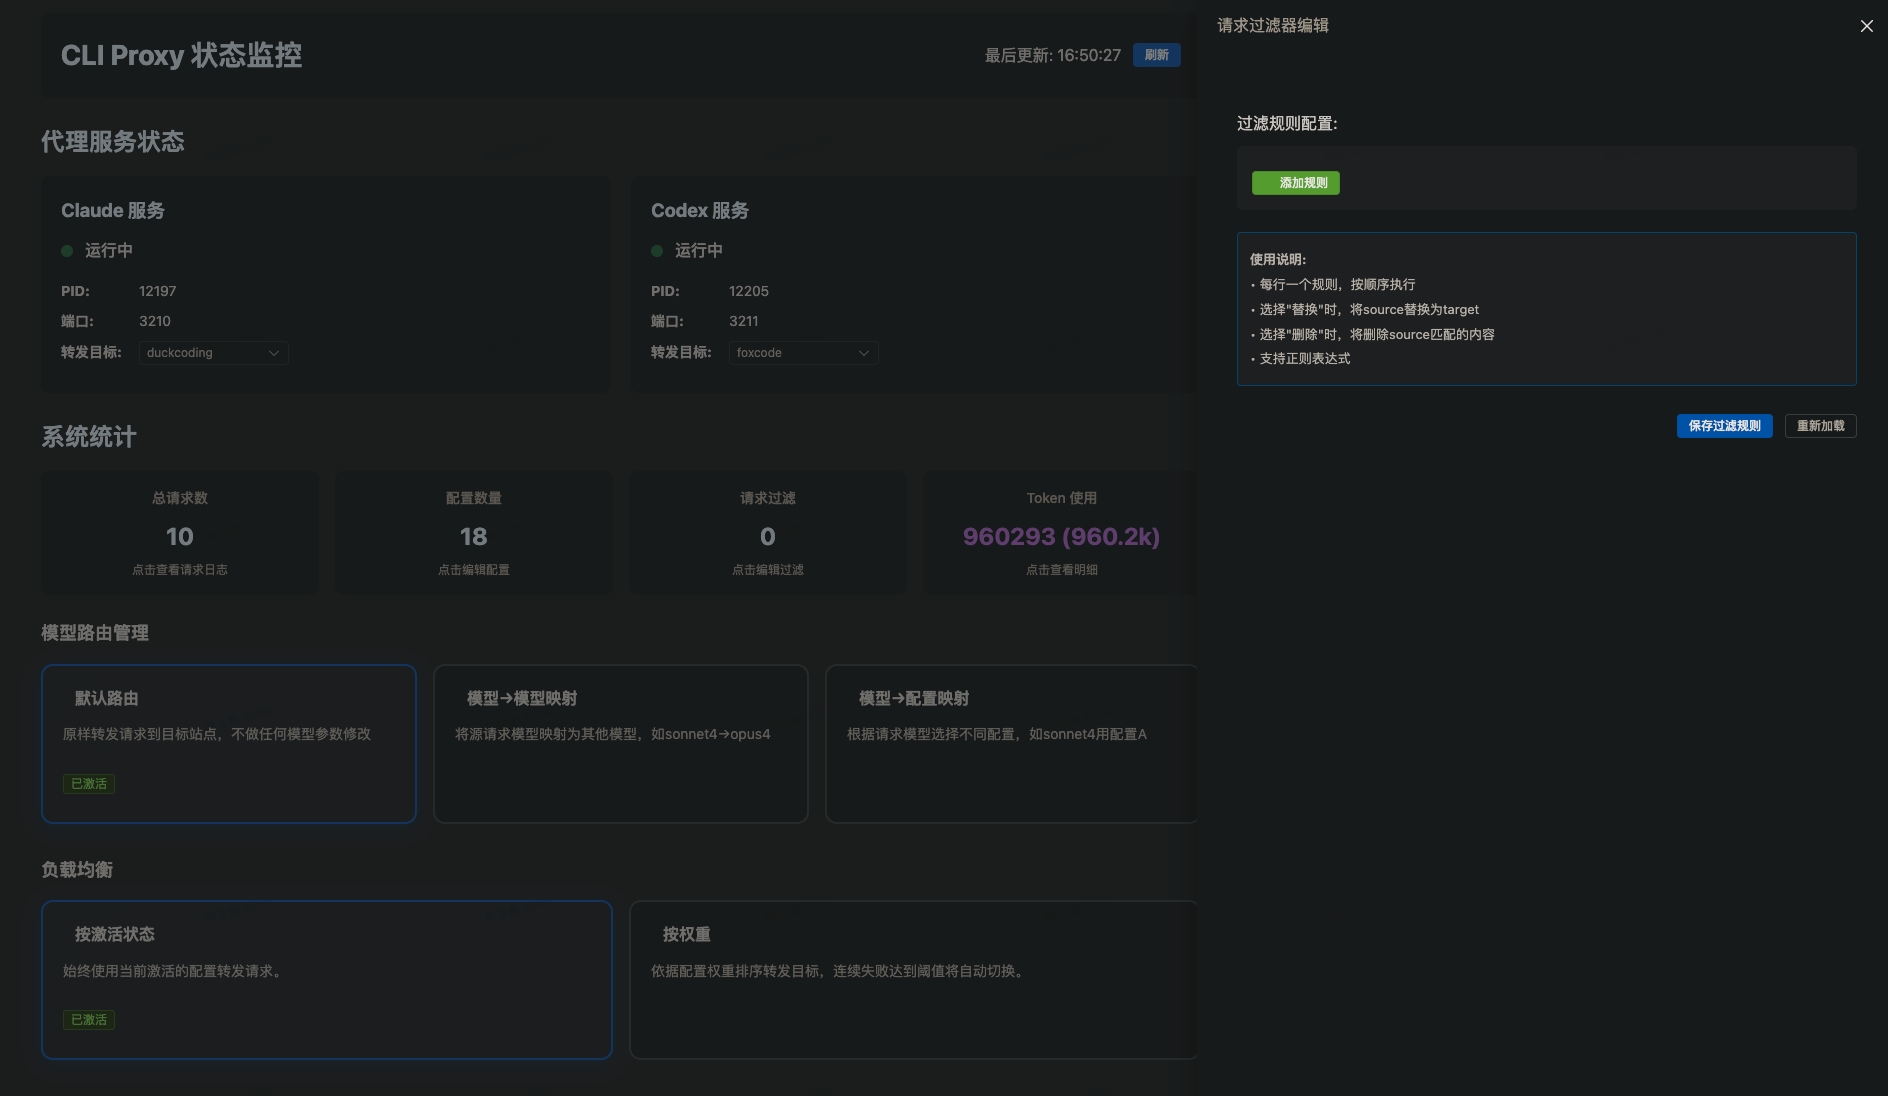 CLI Proxy 状态监控
最后更新: 16:50:27
刷新
代理服务状态
Claude 服务
运行中
PID: 12197
端口: 3210
转发目标: duckcoding
Codex 服务
运行中
PID: 12205
端口: 3211
转发目标: foxcode
系统统计
总请求数
10
点击查看请求日志
配置数量
18
点击编辑配置
请求过滤
0
点击编辑过滤
Token 使用
960293 (960.2k)
点击查看明细
模型路由管理
默认路由
原样转发请求到目标站点，不做任何模型参数修改
已激活
模型→模型映射
将源请求模型映射为其他模型，如sonnet4→opus4
模型→配置映射
根据请求模型选择不同配置，如sonnet4用配置A
负载均衡
按激活状态
始终使用当前激活的配置转发请求。
已激活
按权重
依据配置权重排序转发目标，连续失败达到阈值将自动切换。
请求过滤器编辑
过滤规则配置:
添加规则
使用说明:
• 每行一个规则，按顺序执行
• 选择"替换"时，将source替换为target
• 选择"删除"时，将删除source匹配的内容
• 支持正则表达式
保存过滤规则
重新加载